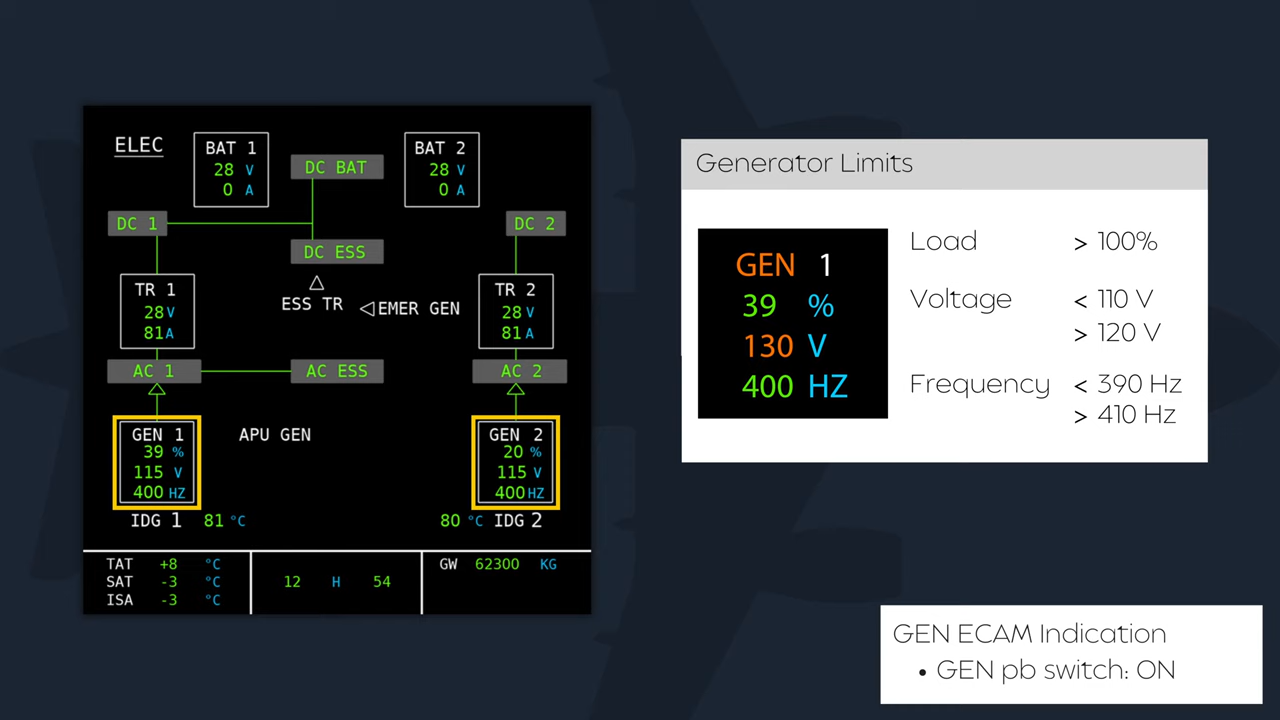 ELEC
BAT 1
28 V
0 A
DC BAT
BAT 2
28 V
0 A
DC 1
DC 2
DC ESS
TR 1
28 V
81 A
ESS TR
EMER GEN
TR 2
28 V
81 A
AC 1
AC ESS
AC 2
GEN 1
39 %
115 V
400 HZ
APU GEN
GEN 2
20 %
115 V
400 HZ
IDG 1 81 °C
80 °C IDG 2
TAT +8 °C
SAT -3 °C
ISA -3 °C
12 H 54
GW 62300 KG
Generator Limits
GEN 1
39 %
130 V
400 HZ
Load > 100%
Voltage < 110 V
> 120 V
Frequency < 390 Hz
> 410 Hz
GEN ECAM Indication
• GEN pb switch: ON